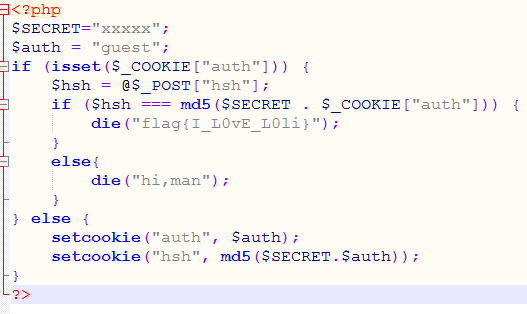 <?php
$SECRET="xxxxx";
$auth = "guest";
if (isset($_COOKIE["auth"])) {
    $hsh = @$_POST["hsh"];
    if ($hsh === md5($SECRET . $_COOKIE["auth"])) {
        die("flag{I_L0vE_L0li}");
    }
    else{
        die("hi,man");
    }
} else {
    setcookie("auth", $auth);
    setcookie("hsh", md5($SECRET.$auth));
}
?>